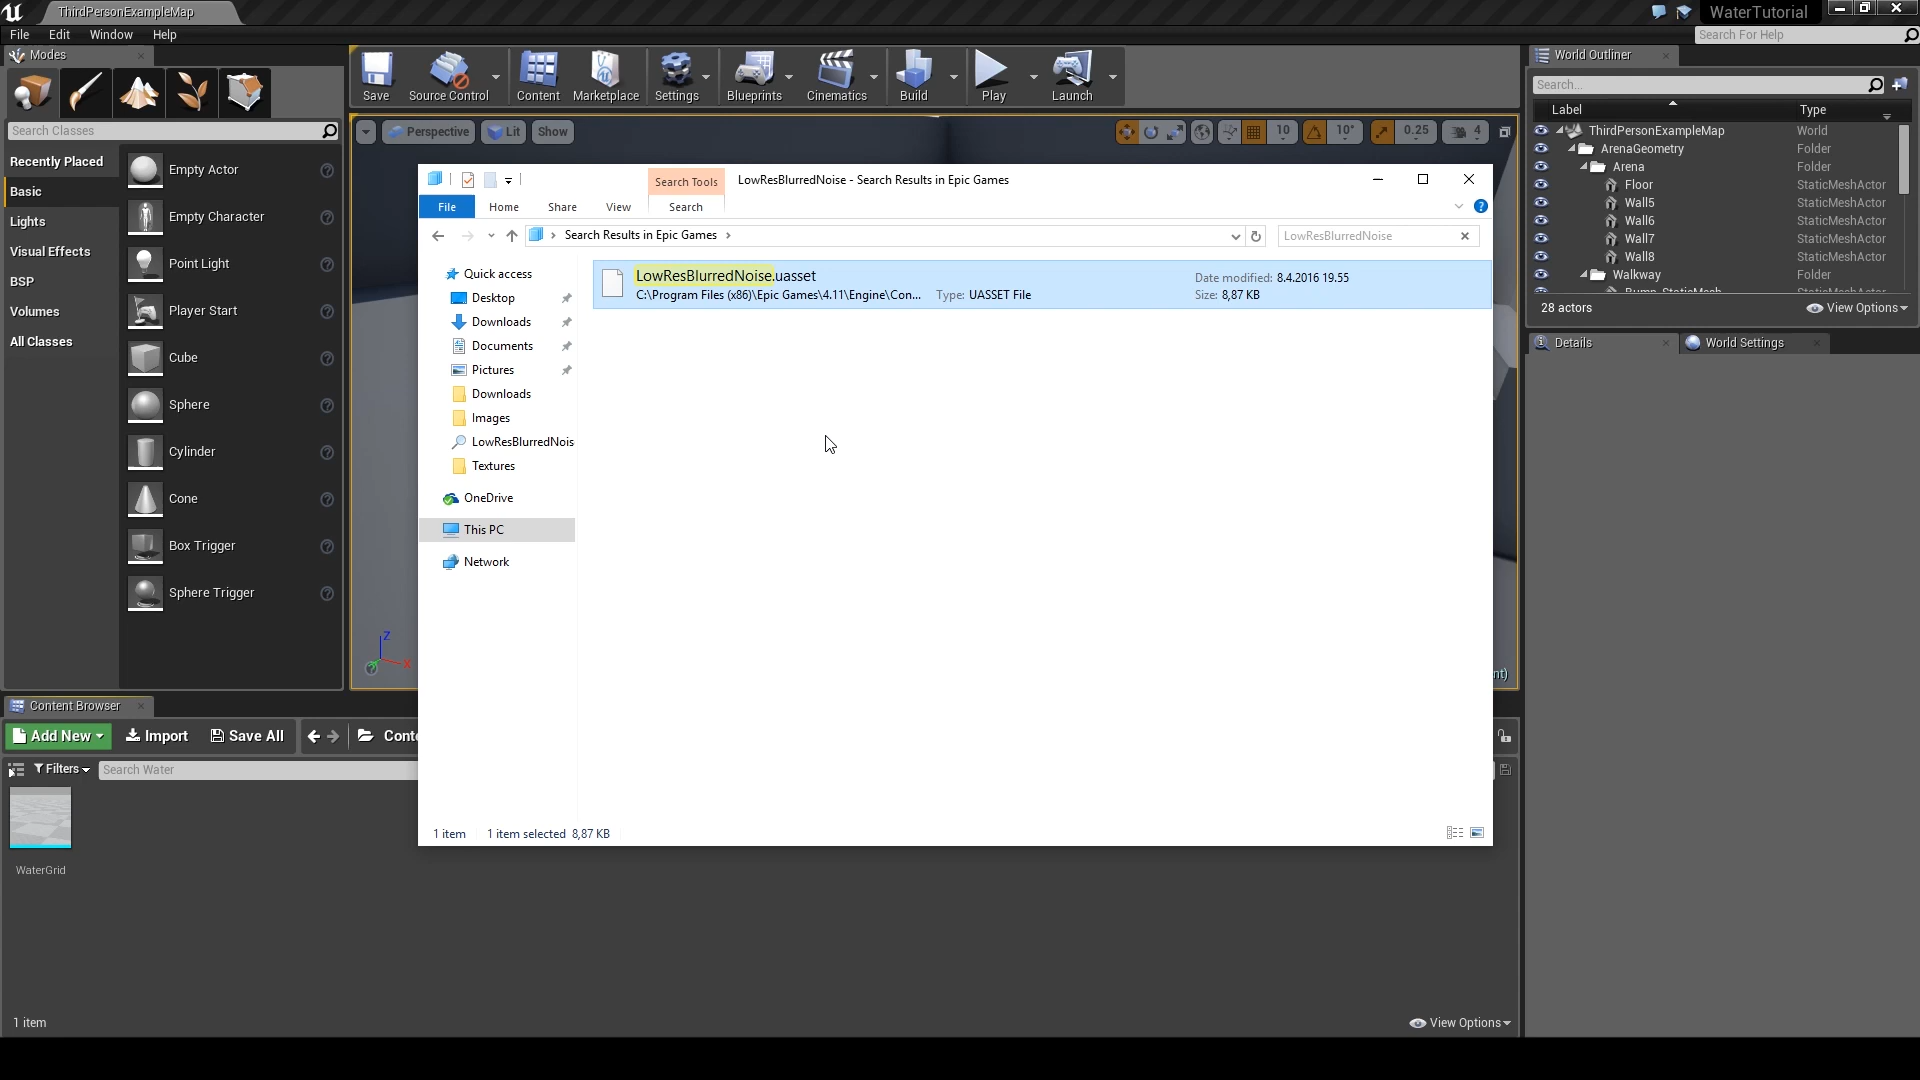 ThirdPersonExampleMap
WaterTutorial
File Edit Window Help
Search For Help
Modes
Search Classes
Recently Placed
Basic
Lights
Visual Effects
BSP
Volumes
All Classes
Empty Actor
Empty Character
Point Light
Player Start
Cube
Sphere
Cylinder
Cone
Box Trigger
Sphere Trigger
Save
Source Control
Content
Marketplace
Settings
Blueprints
Cinematics
Build
Play
Launch
Perspective Lit Show
10 10° 0.25 4
Search Tools
LowResBlurredNoise - Search Results in Epic Games
File Home Share View Search
Search Results in Epic Games
LowResBlurredNoise
Quick access
Desktop
Downloads
Documents
Pictures
Downloads
Images
LowResBlurredNois
Textures
OneDrive
This PC
Network
LowResBlurredNoise.uasset
C:\Program Files (x86)\Epic Games\4.11\Engine\Con... Type: UASSET File
Date modified: 8.4.2016 19.55
Size: 8,87 KB
1 item 1 item selected 8,87 KB
Z
X
nt)
World Outliner
Search...
Label Type
ThirdPersonExampleMap World
ArenaGeometry Folder
Arena Folder
Floor StaticMeshActor
Wall5 StaticMeshActor
Wall6 StaticMeshActor
Wall7 StaticMeshActor
Wall8 StaticMeshActor
Walkway Folder
Bump_StaticMesh StaticMeshActor
28 actors
View Options
Details
World Settings
Content Browser
Add New Import Save All Conte
Filters Search Water
WaterGrid
1 item
View Options